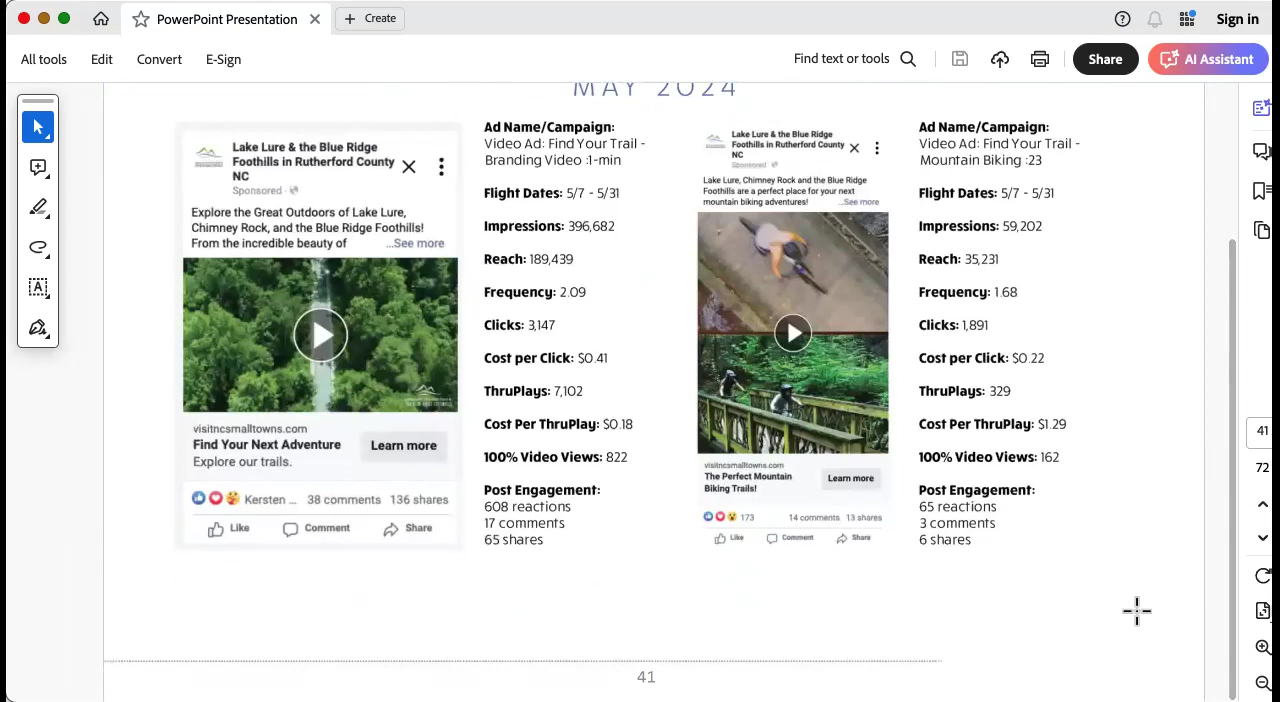 PowerPoint Presentation
Create
Sign in
All tools
Edit
Convert
E-Sign
Find text or tools
Share
AI Assistant
MAY 2024
Lake Lure & the Blue Ridge
Foothills in Rutherford County
NC
Sponsored
Explore the Great Outdoors of Lake Lure,
Chimney Rock, and the Blue Ridge Foothills!
From the incredible beauty of ...See more
visitncsmalltowns.com
Find Your Next Adventure
Explore our trails.
Learn more
Kersten ... 38 comments 136 shares
Like Comment Share
Ad Name/Campaign:
Video Ad: Find Your Trail -
Branding Video :1-min
Flight Dates: 5/7 - 5/31
Impressions: 396,682
Reach: 189,439
Frequency: 2.09
Clicks: 3,147
Cost per Click: $0.41
ThruPlays: 7,102
Cost Per ThruPlay: $0.18
100% Video Views: 822
Post Engagement:
608 reactions
17 comments
65 shares
Lake Lure & the Blue Ridge
Foothills in Rutherford County
NC
Sponsored
Lake Lure, Chimney Rock and the Blue Ridge
Foothills are a perfect place for your next
mountain biking adventures! ...See more
visitncsmalltowns.com
The Perfect Mountain
Biking Trails!
Learn more
173 14 comments 13 shares
Like Comment Share
Ad Name/Campaign:
Video Ad: Find Your Trail -
Mountain Biking :23
Flight Dates: 5/7 - 5/31
Impressions: 59,202
Reach: 35,231
Frequency: 1.68
Clicks: 1,891
Cost per Click: $0.22
ThruPlays: 329
Cost Per ThruPlay: $1.29
100% Video Views: 162
Post Engagement:
65 reactions
3 comments
6 shares
41
72
41